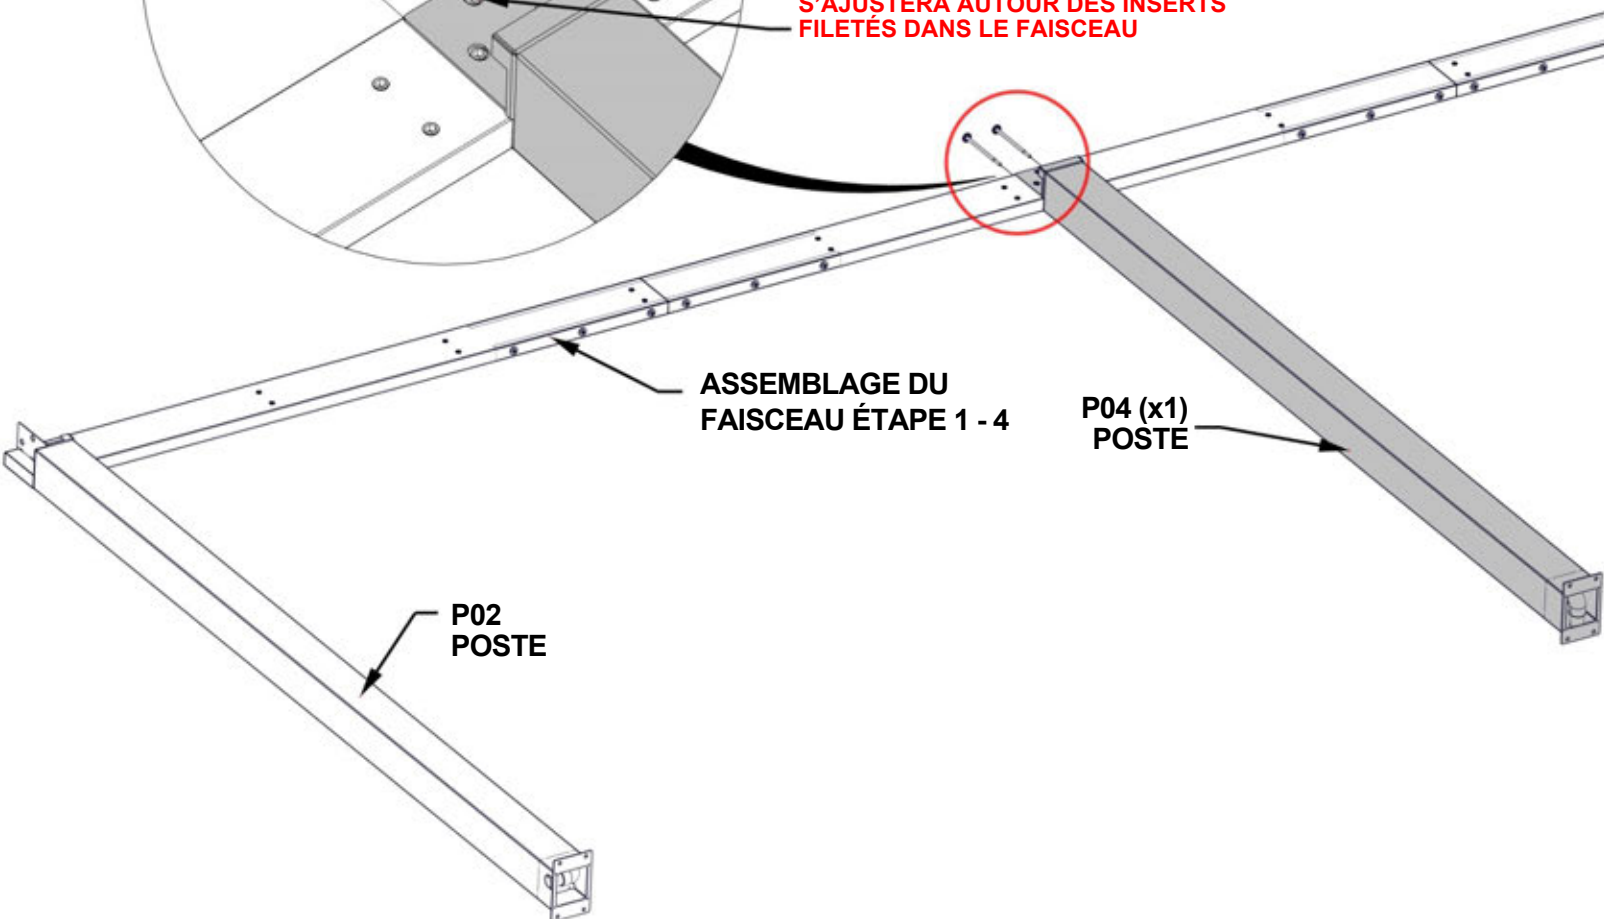 S'AJUSTERA AUTOUR DES INSERTS
FILETÉS DANS LE FAISCEAU
ASSEMBLAGE DU
FAISCEAU ÉTAPE 1 - 4
P04 (x1)
POSTE
P02
POSTE